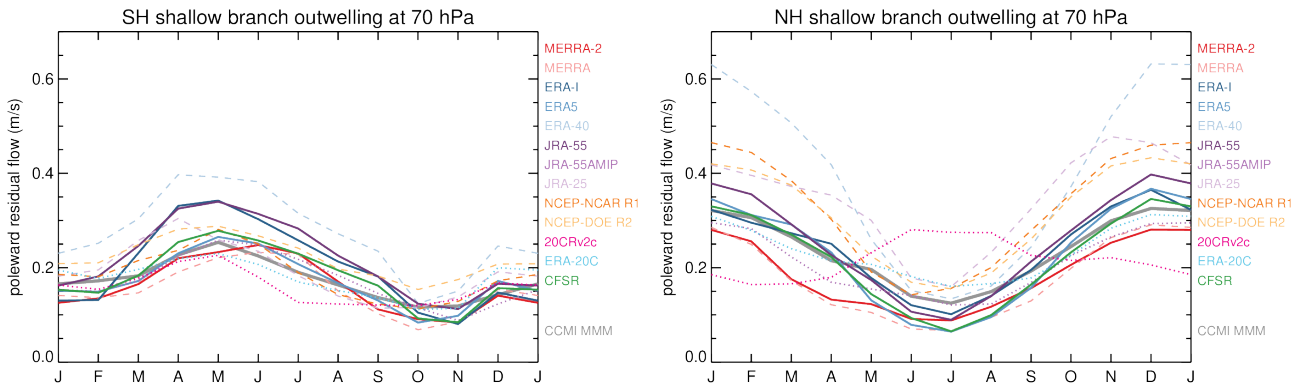 SH shallow branch outwelling at 70 hPa
poleward residual flow (m/s)
0.6
0.4
0.2
0.0
J F M A M J J A S O N D J
MERRA-2
MERRA
ERA-I
ERA5
ERA-40
JRA-55
JRA-55AMIP
JRA-25
NCEP-NCAR R1
NCEP-DOE R2
20CRv2c
ERA-20C
CFSR
CCMI MMM
NH shallow branch outwelling at 70 hPa
poleward residual flow (m/s)
0.6
0.4
0.2
0.0
J F M A M J J A S O N D J
MERRA-2
MERRA
ERA-I
ERA5
ERA-40
JRA-55
JRA-55AMIP
JRA-25
NCEP-NCAR R1
NCEP-DOE R2
20CRv2c
ERA-20C
CFSR
CCMI MMM